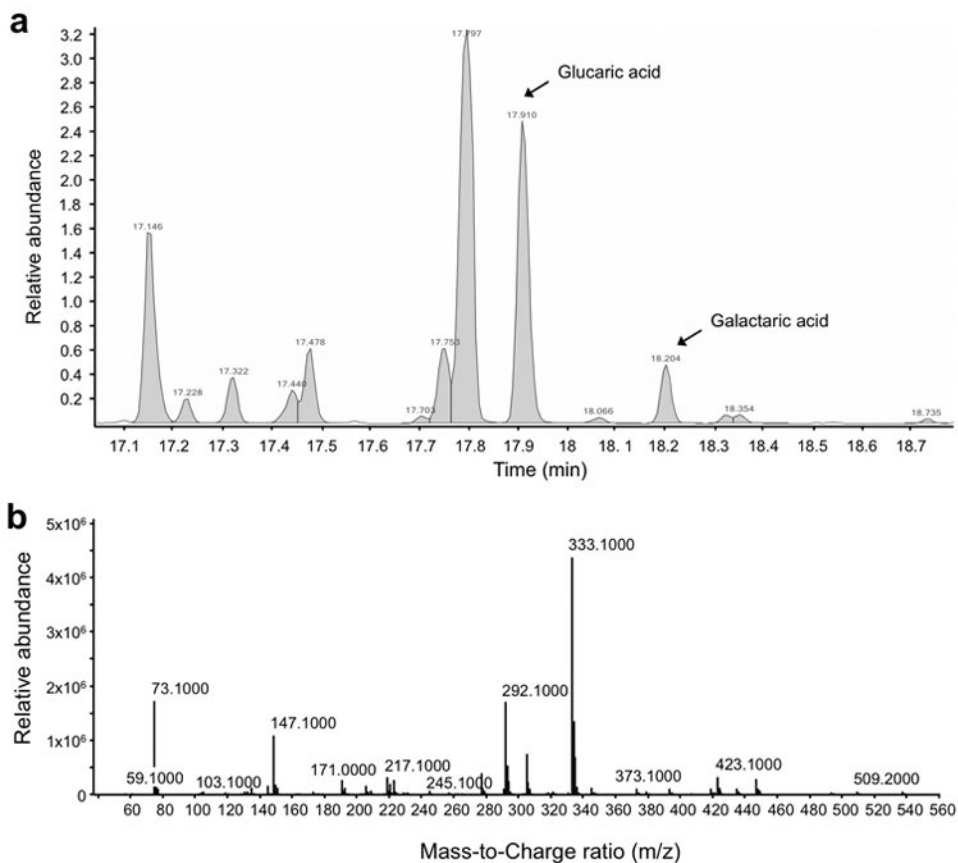 a
3.2
3.0
2.8
2.6
2.4
2.2
2.0
1.8
1.6
1.4
1.2
1.0
0.8
0.6
0.4
0.2
Relative abundance
17.146
17.228
17.322
17.440
17.478
17.703
17.753
17.797
17.910
18.066
18.204
18.354
18.735
Glucaric acid
Galactaric acid
17.1 17.2 17.3 17.4 17.5 17.6 17.7 17.8 17.9 18 18.1 18.2 18.3 18.4 18.5 18.6 18.7
Time (min)
b
5x10⁶
4x10⁶
3x10⁶
2x10⁶
1x10⁶
0
Relative abundance
59.1000
73.1000
103.1000
147.1000
171.0000
217.1000
245.1000
292.1000
333.1000
373.1000
423.1000
509.2000
60 80 100 120 140 160 180 200 220 240 260 280 300 320 340 360 380 400 420 440 460 480 500 520 540 560
Mass-to-Charge ratio (m/z)